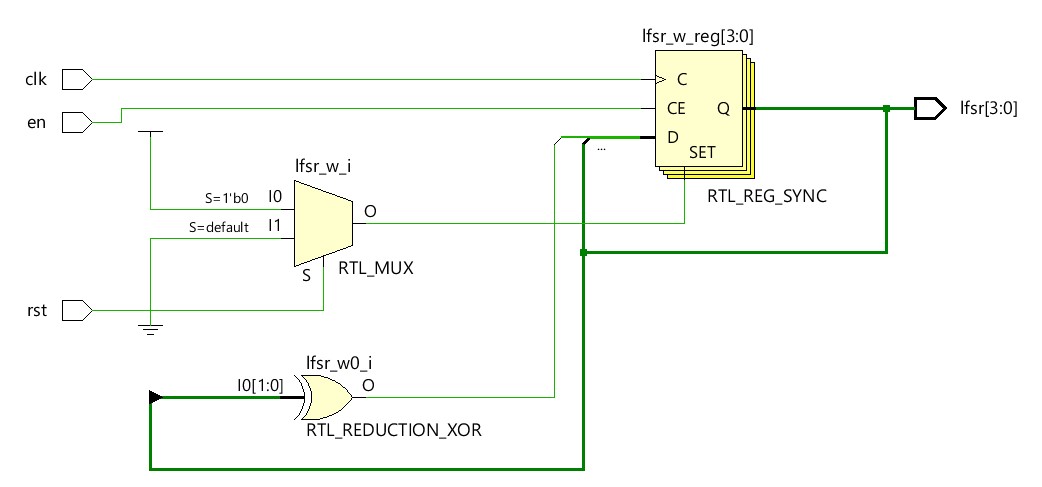 lfsr_w_reg[3:0]
clk
C
en
CE
Q
lfsr[3:0]
D
...
SET
lfsr_w_i
RTL_REG_SYNC
S=1'b0
I0
O
S=default
I1
S
RTL_MUX
rst
lfsr_w0_i
I0[1:0]
O
RTL_REDUCTION_XOR